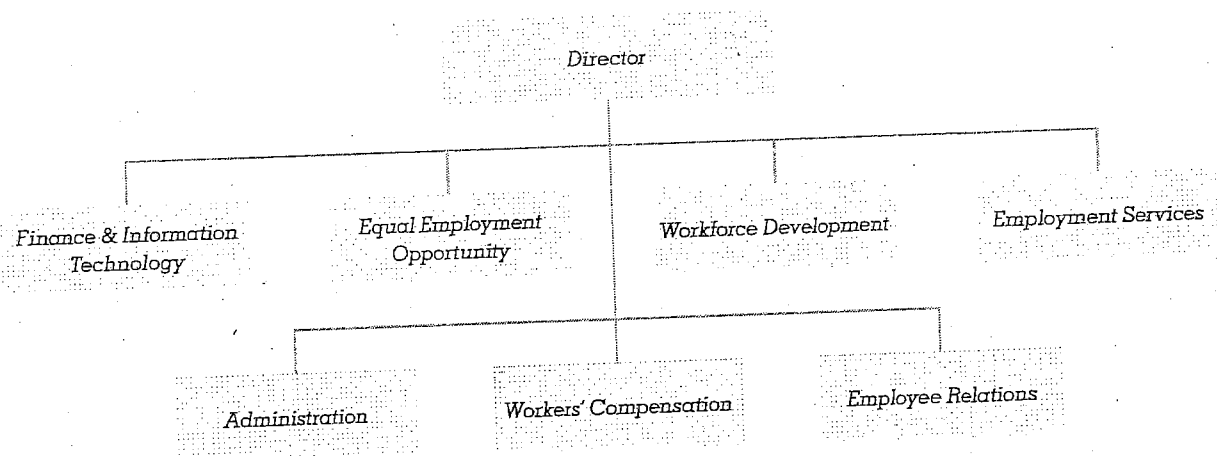 Director
Finance & Information
Technology
Equal Employment
Opportunity
Workforce Development
Employment Services
Administration
Workers' Compensation
Employee Relations